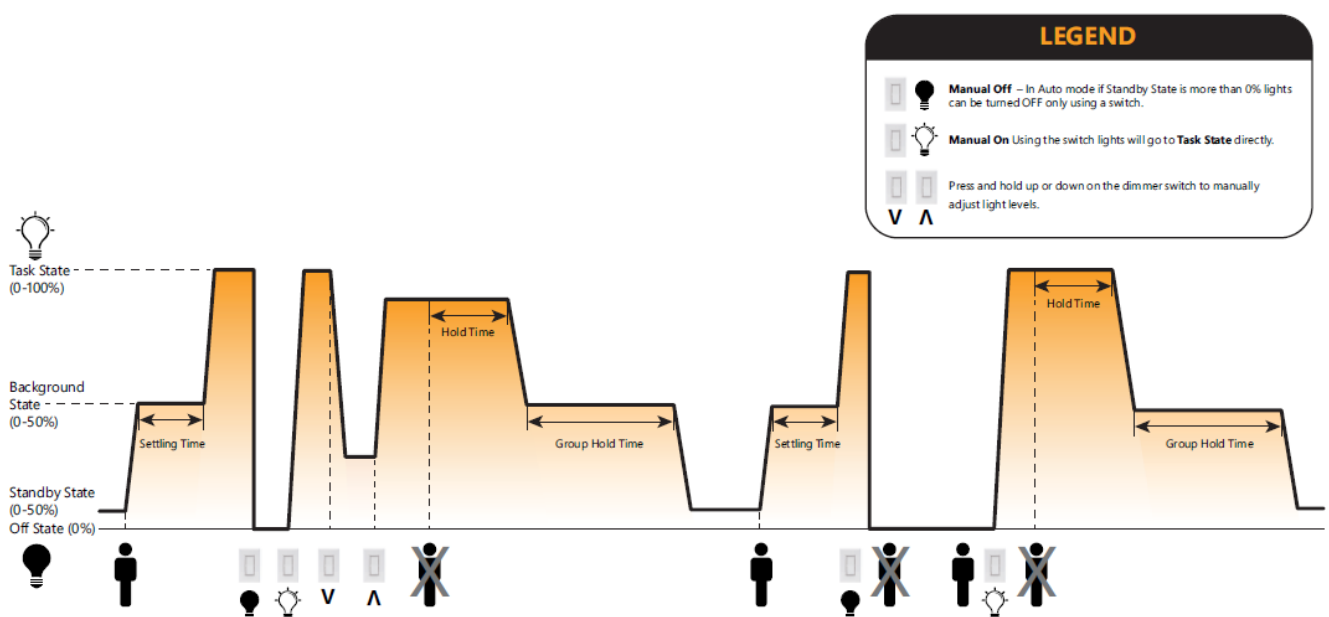 LEGEND
Manual Off – In Auto mode if Standby State is more than 0% lights
can be turned OFF only using a switch.
Manual On Using the switch lights will go to Task State directly.
Press and hold up or down on the dimmer switch to manually
adjust light levels.
V Λ
Task State
(0-100%)
Hold Time
Hold Time
Background
State
(0-50%)
Settling Time
Group Hold Time
Settling Time
Group Hold Time
Standby State
(0-50%)
Off State (0%)
V Λ